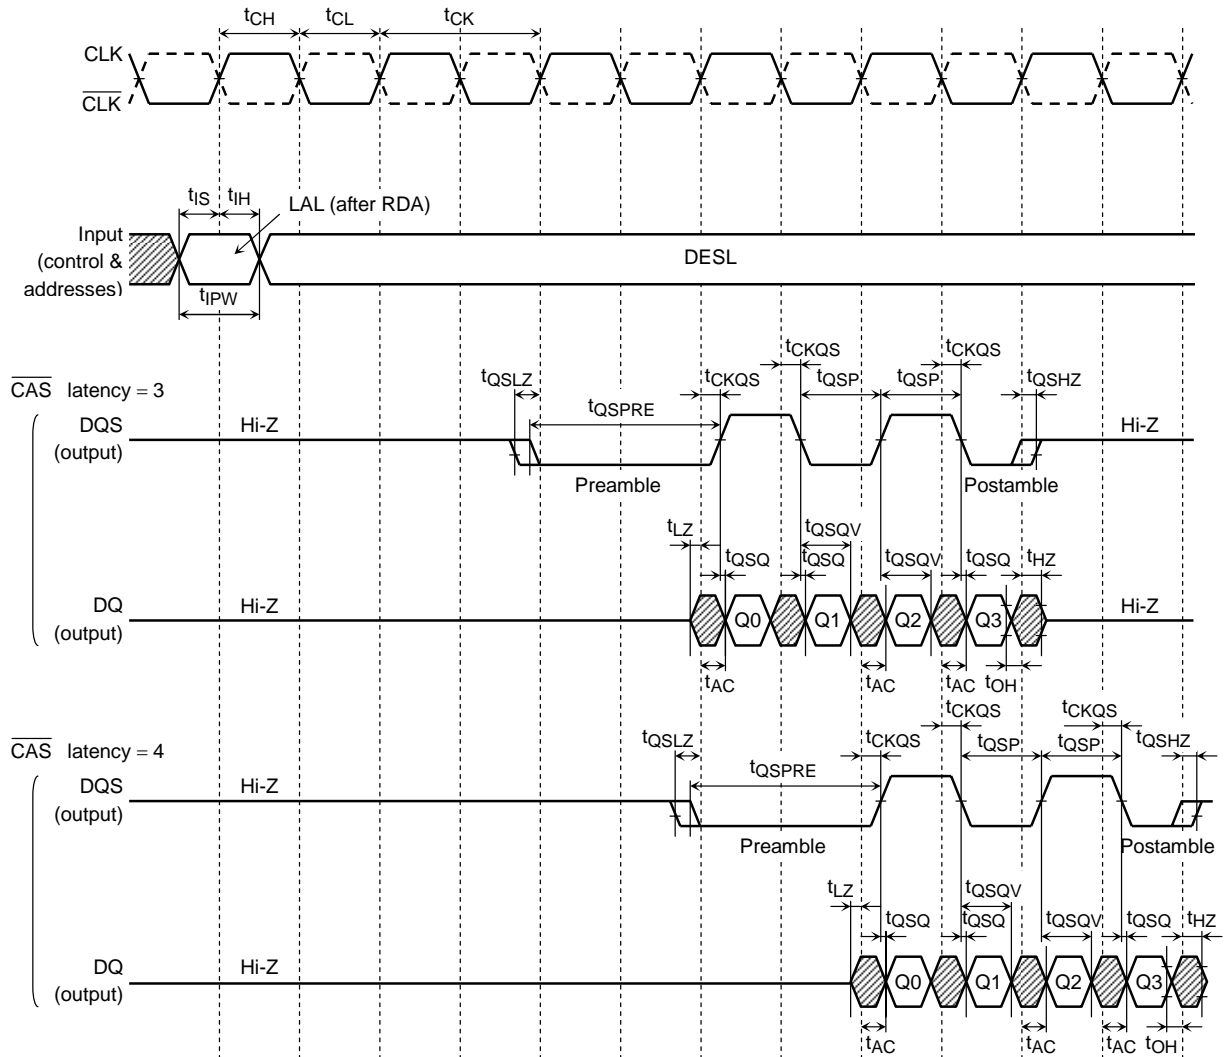 tCH tCL tCK
CLK
CLK
tIS tIH LAL (after RDA)
Input
(control &
addresses)
DESL
tIPW
CAS latency = 3
tQSLZ tCKQS tCKQS tCKQS tQSHZ
tQSPRE tQSP tQSP
DQS
(output)
Hi-Z Hi-Z
Preamble Postamble
tLZ tQSQV
tQSQ tQSQ tQSQV tQSQ tHZ
DQ
(output)
Hi-Z Q0 Q1 Q2 Q3 Hi-Z
tAC tAC tAC tOH
CAS latency = 4
tCKQS tCKQS
tQSLZ tCKQS tQSP tQSP tQSHZ
tQSPRE
DQS
(output)
Hi-Z
Preamble Postamble
tLZ tQSQV
tQSQ tQSQ tQSQV tQSQ tHZ
DQ
(output)
Hi-Z Q0 Q1 Q2 Q3
tAC tAC tAC tOH